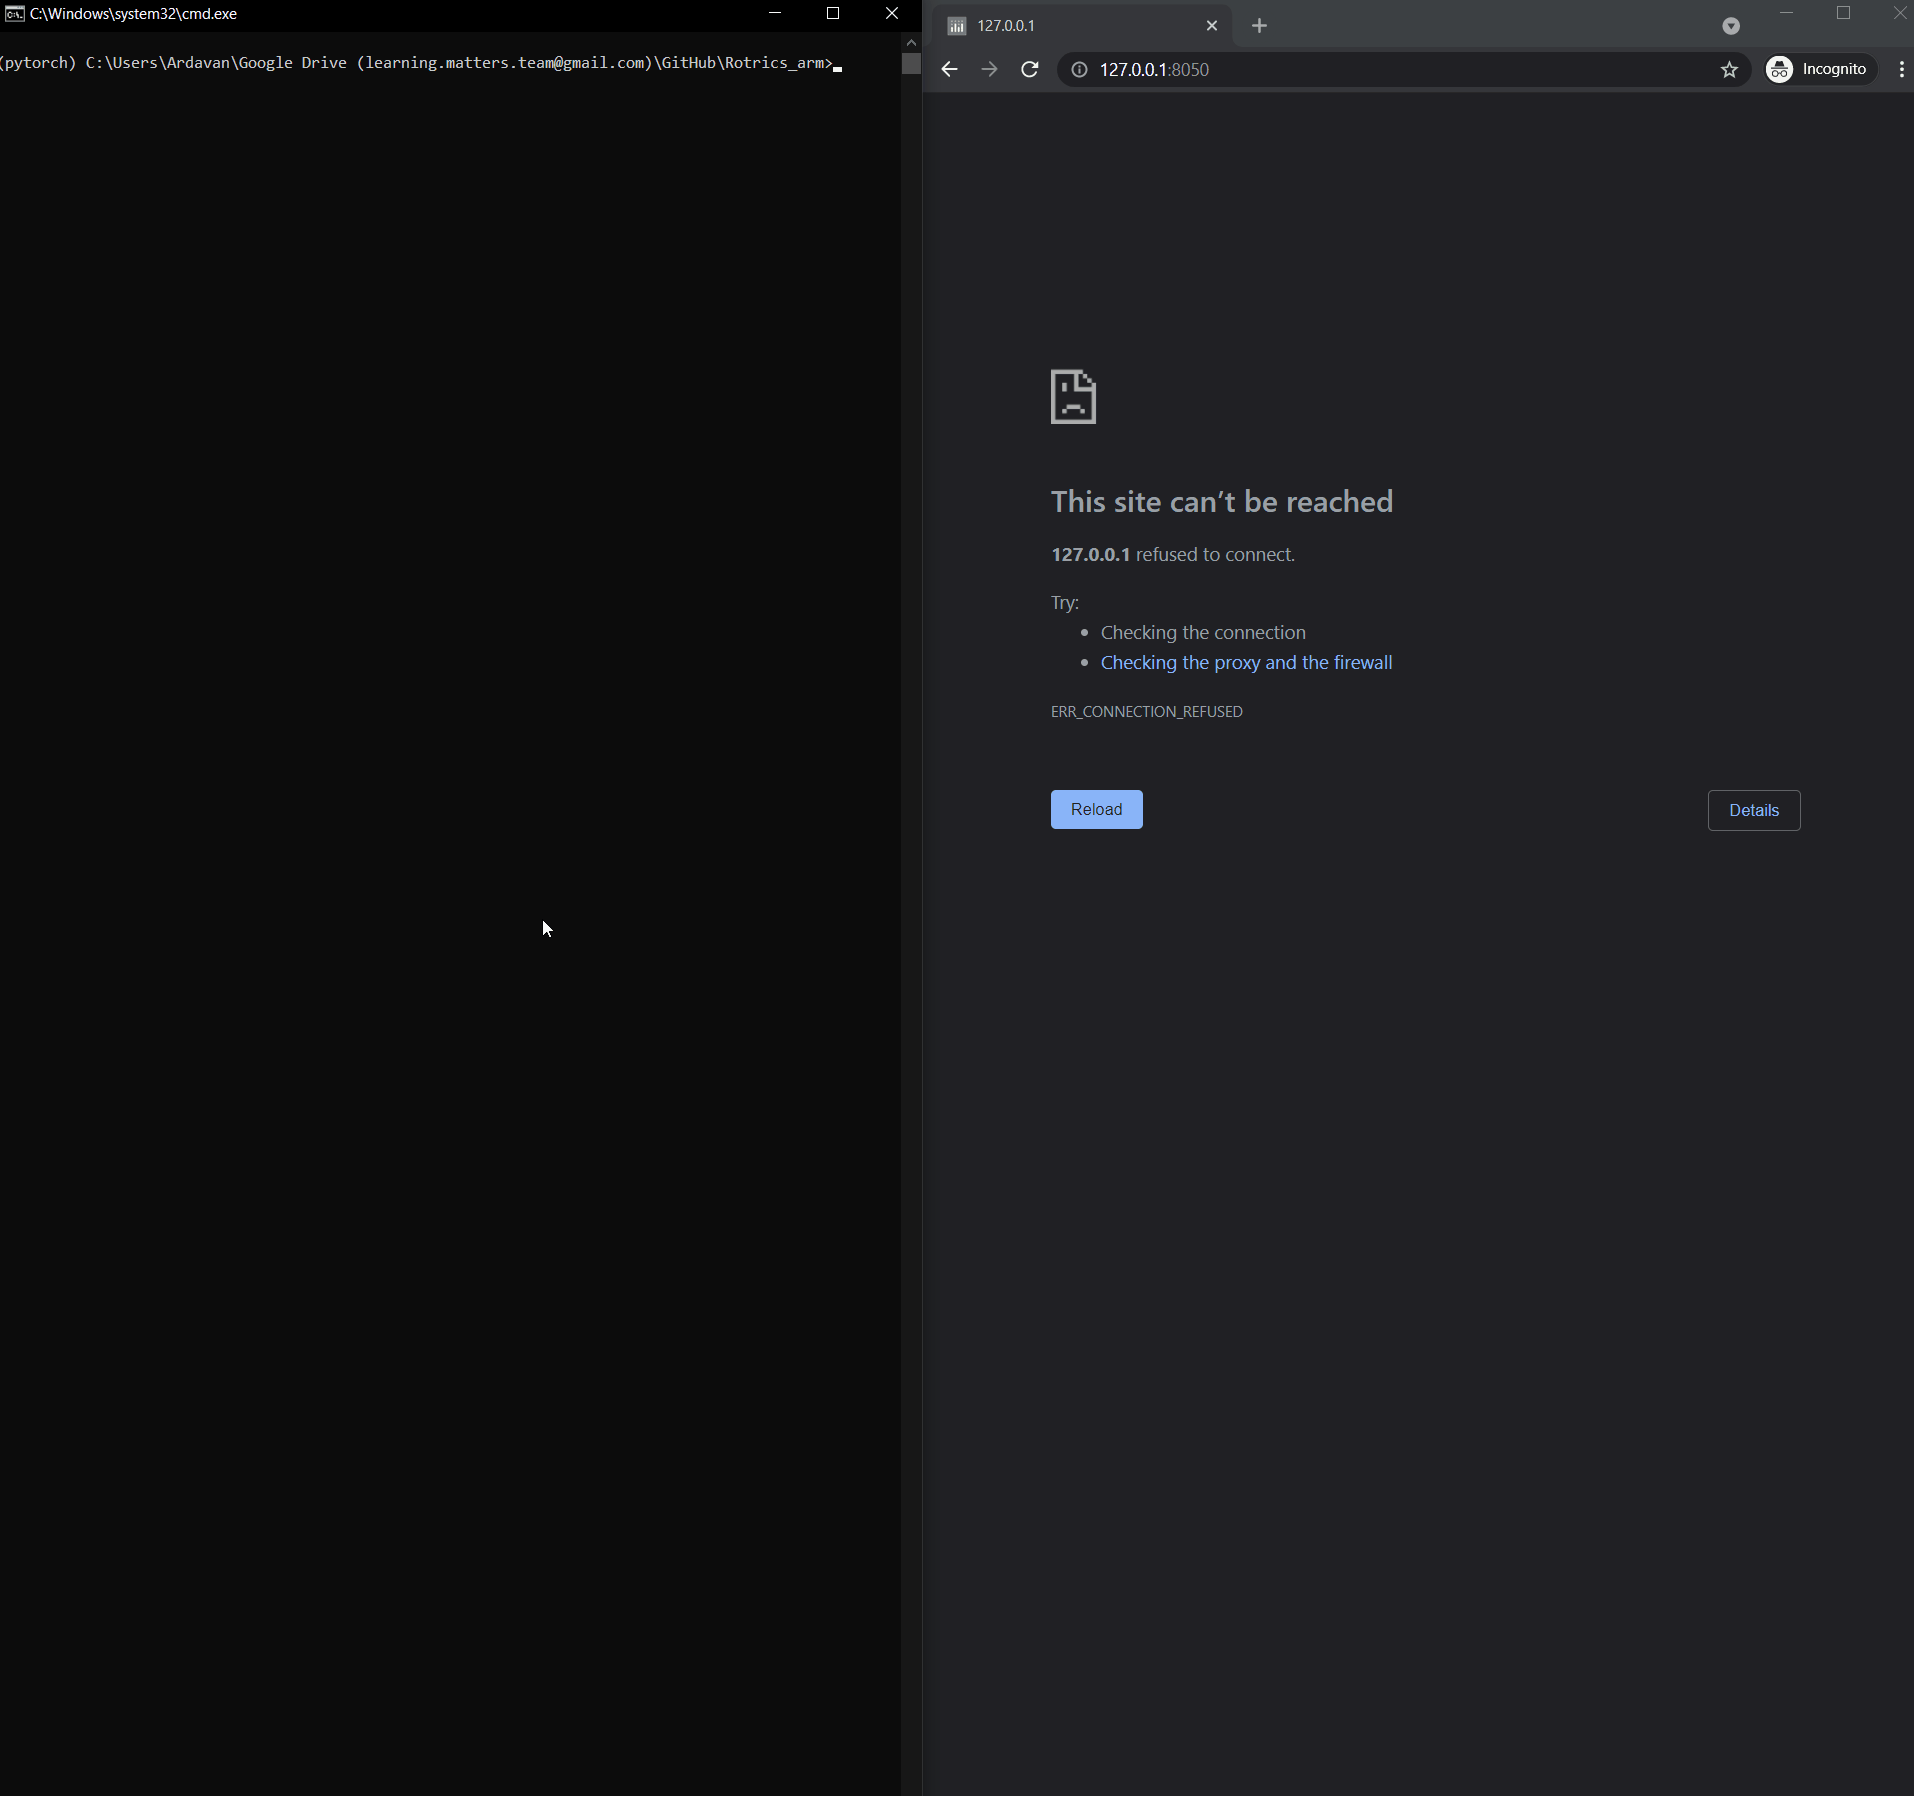 C:\Windows\system32\cmd.exe
(pytorch) C:\Users\Ardavan\Google Drive (learning.matters.team@gmail.com)\GitHub\Rotrics_arm>
127.0.0.1
127.0.0.1:8050
Incognito
This site can’t be reached
127.0.0.1 refused to connect.
Try:
• Checking the connection
• Checking the proxy and the firewall
ERR_CONNECTION_REFUSED
Reload
Details